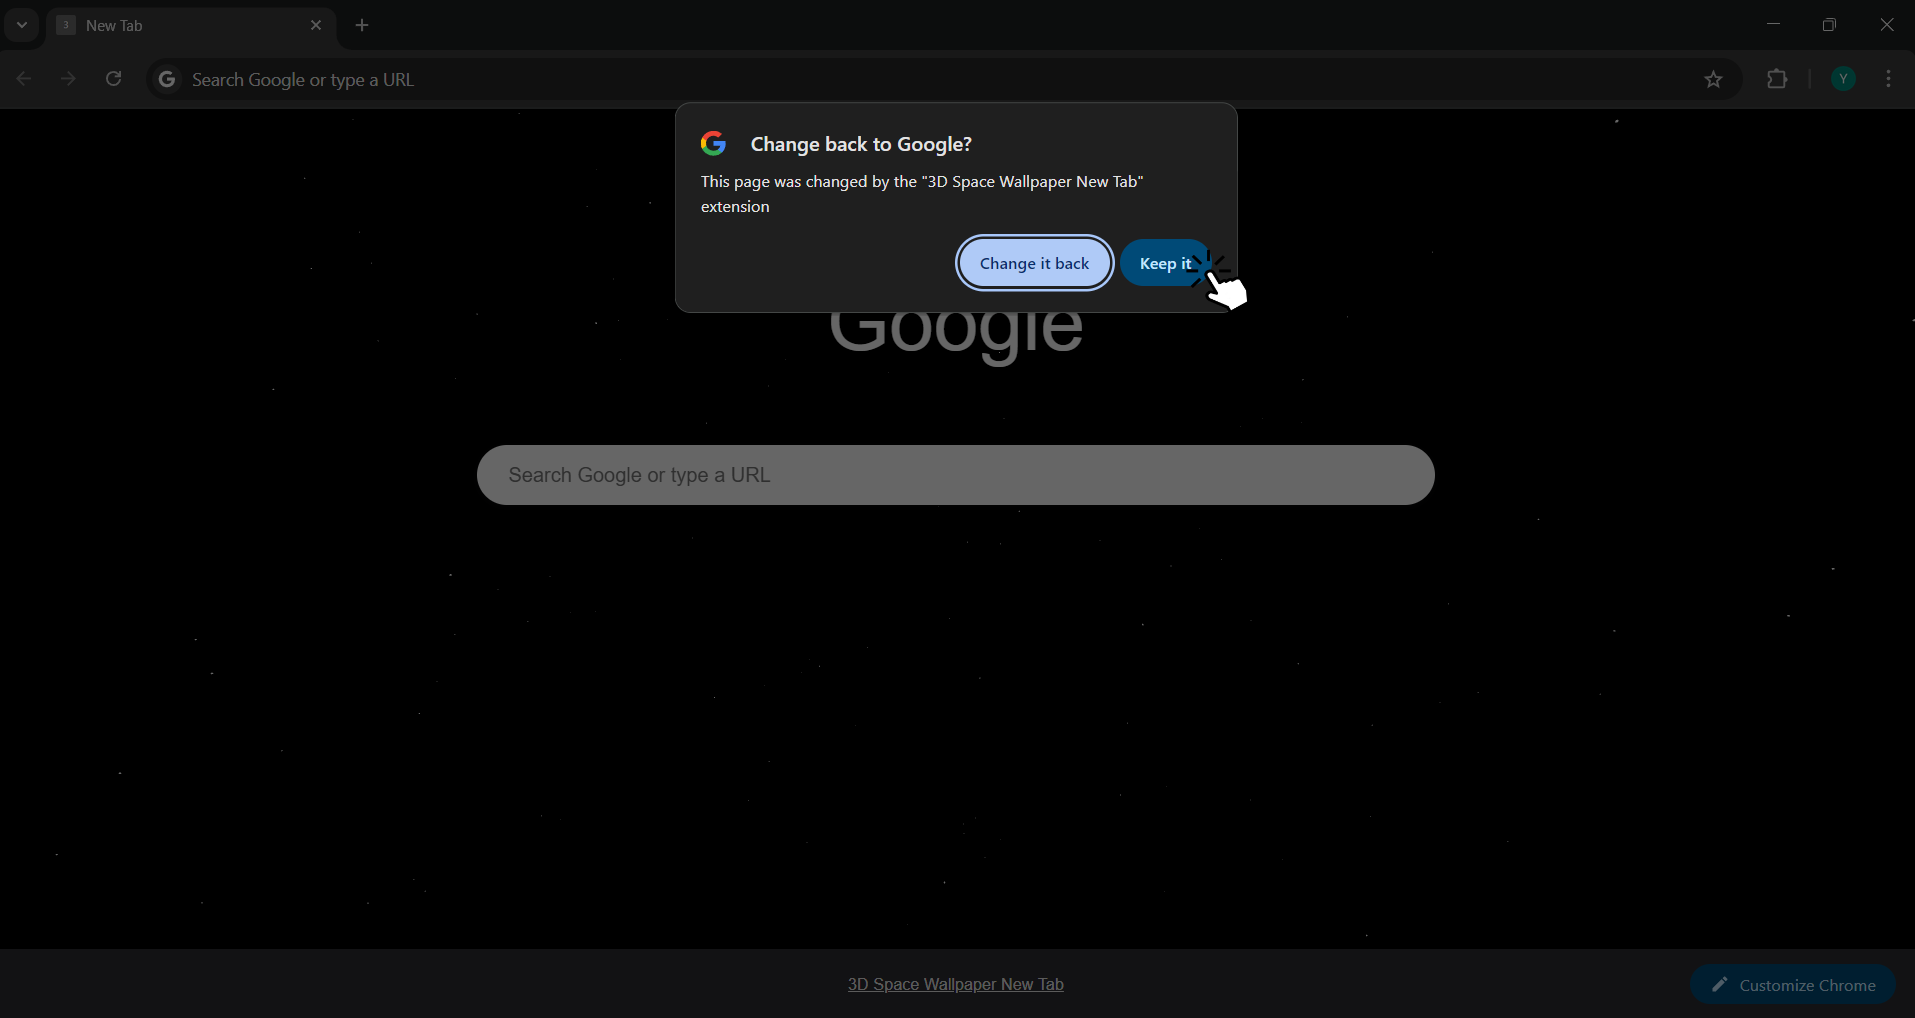 3 New Tab
Search Google or type a URL
Y
Change back to Google?
This page was changed by the "3D Space Wallpaper New Tab"
extension
Change it back Keep it
Google
Search Google or type a URL
3D Space Wallpaper New Tab
Customize Chrome